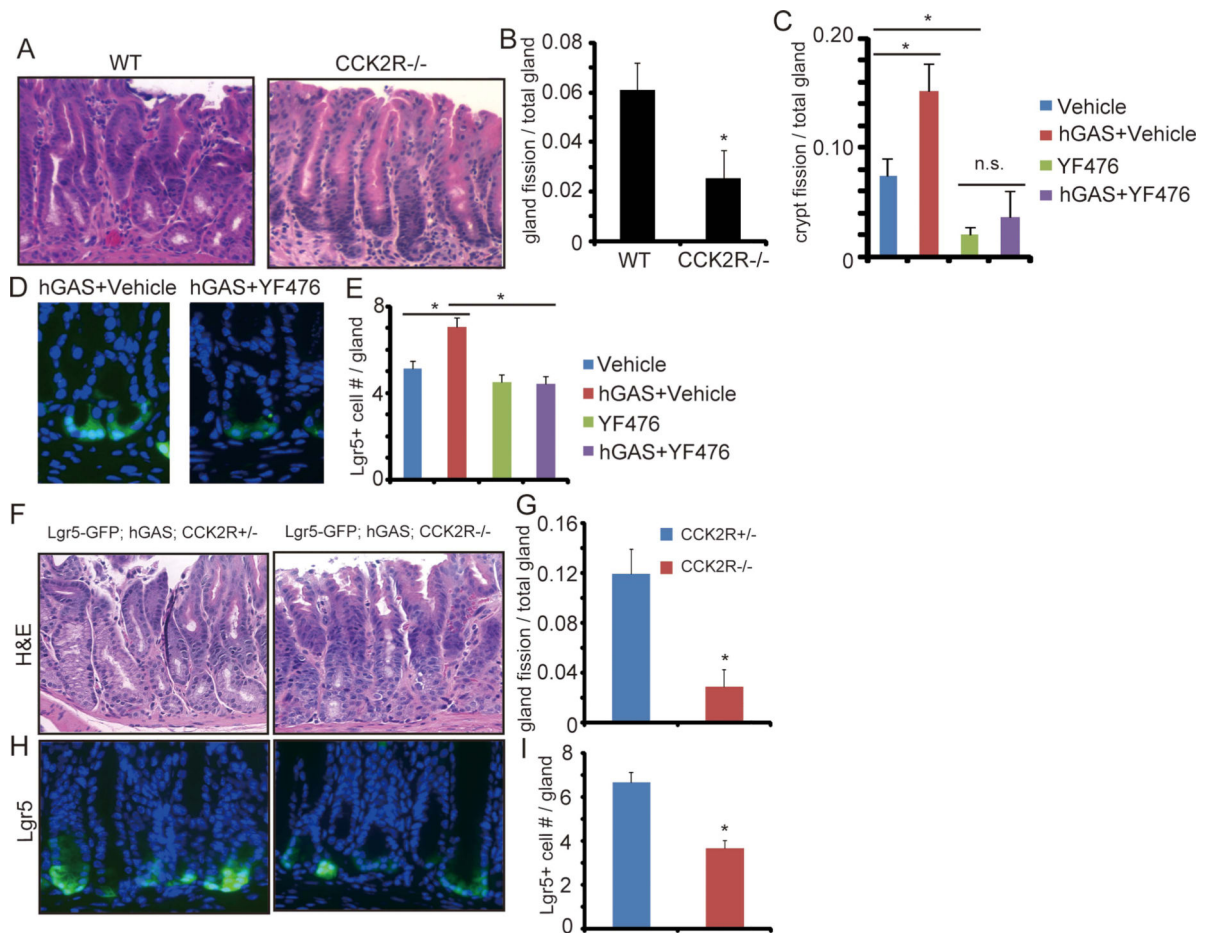 A
WT
CCK2R-/-
B
gland fission / total gland
0.08
0.06
0.04
0.02
0
*
WT
CCK2R-/-
C
crypt fission / total gland
0.20
0.10
0
*
*
n.s.
Vehicle
hGAS+Vehicle
YF476
hGAS+YF476
D
hGAS+Vehicle
hGAS+YF476
E
Lgr5+ cell # / gland
8
4
0
*
*
Vehicle
hGAS+Vehicle
YF476
hGAS+YF476
F
Lgr5-GFP; hGAS; CCK2R+/-
Lgr5-GFP; hGAS; CCK2R-/-
H&E
G
gland fission / total gland
0.16
0.12
0.08
0.04
0
*
CCK2R+/-
CCK2R-/-
H
Lgr5
I
Lgr5+ cell # / gland
8
6
4
2
0
*